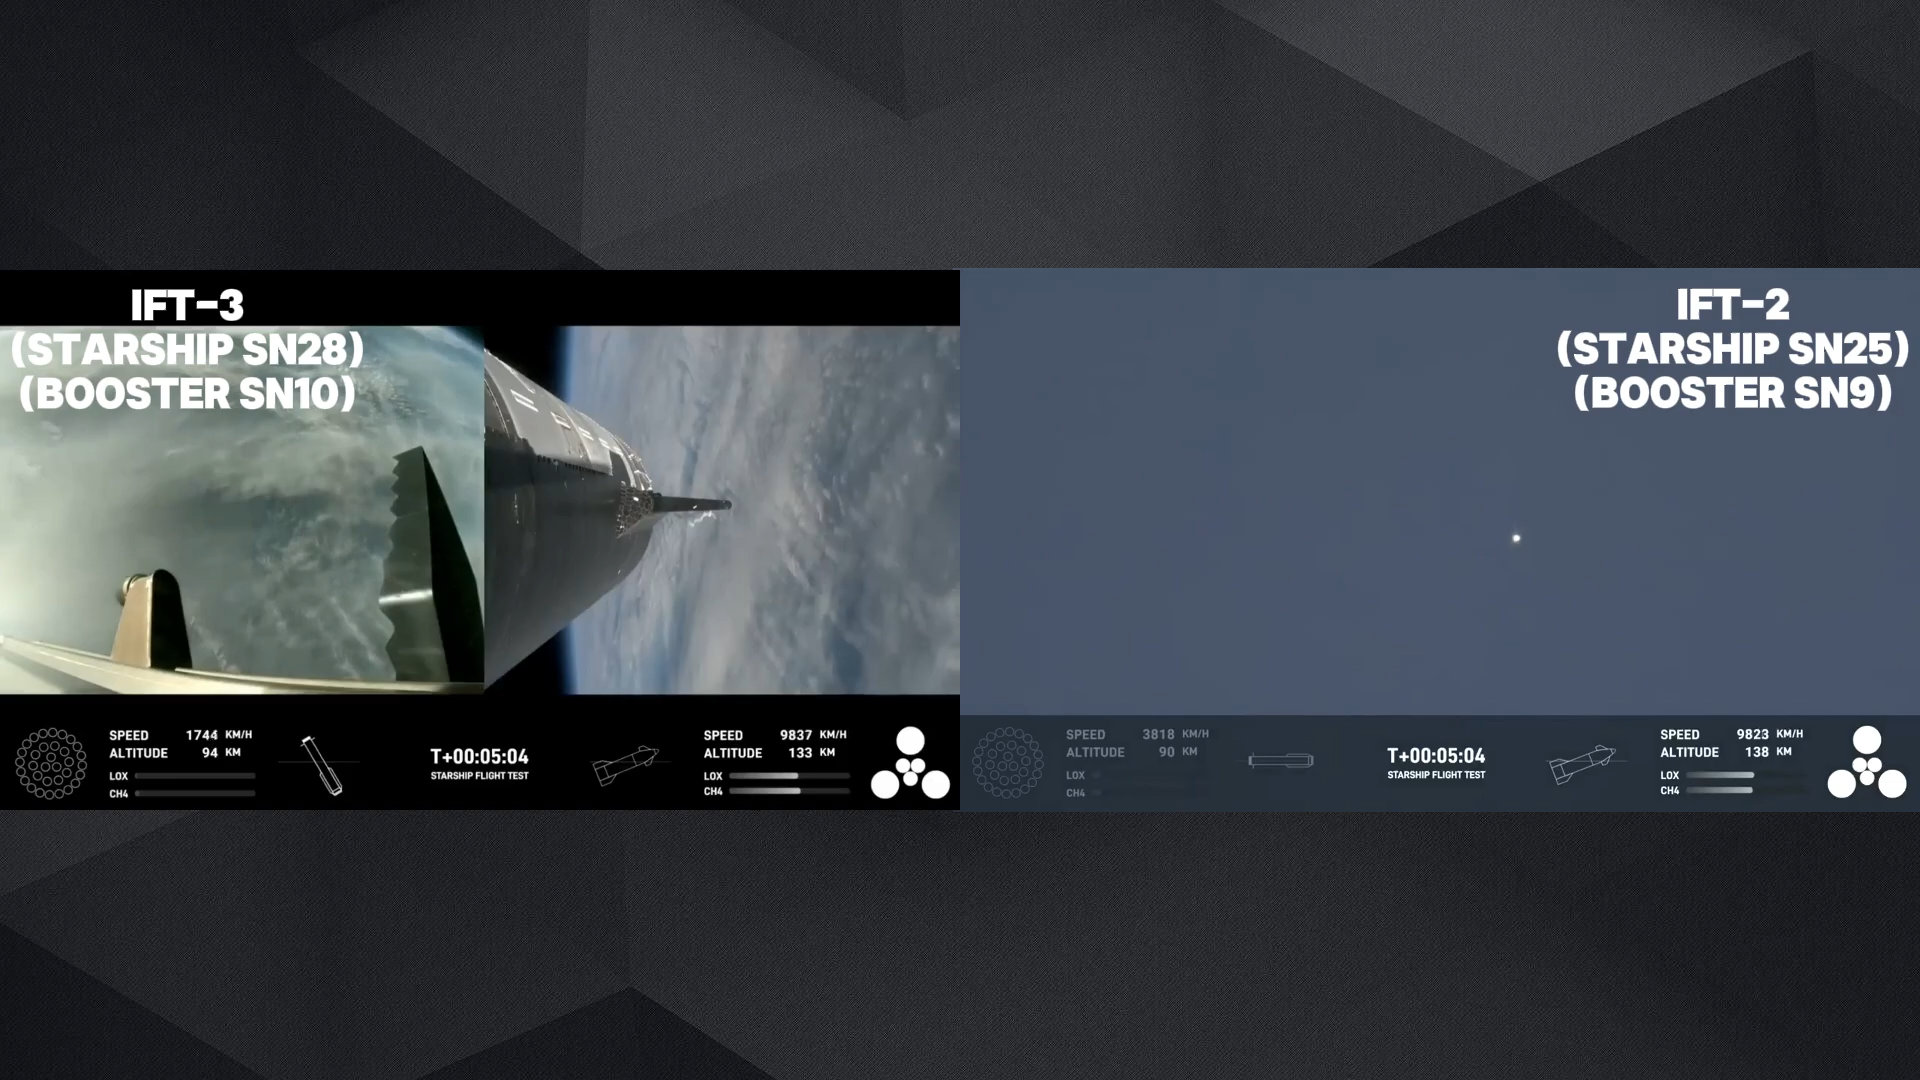 IFT-3
(STARSHIP SN28)
(BOOSTER SN10)
SPEED 1744 KM/H
ALTITUDE 94 KM
LOX
CH4
T+00:05:04
STARSHIP FLIGHT TEST
SPEED 9837 KM/H
ALTITUDE 133 KM
LOX
CH4
IFT-2
(STARSHIP SN25)
(BOOSTER SN9)
SPEED 3818 KM/H
ALTITUDE 90 KM
LOX
CH4
T+00:05:04
STARSHIP FLIGHT TEST
SPEED 9823 KM/H
ALTITUDE 138 KM
LOX
CH4